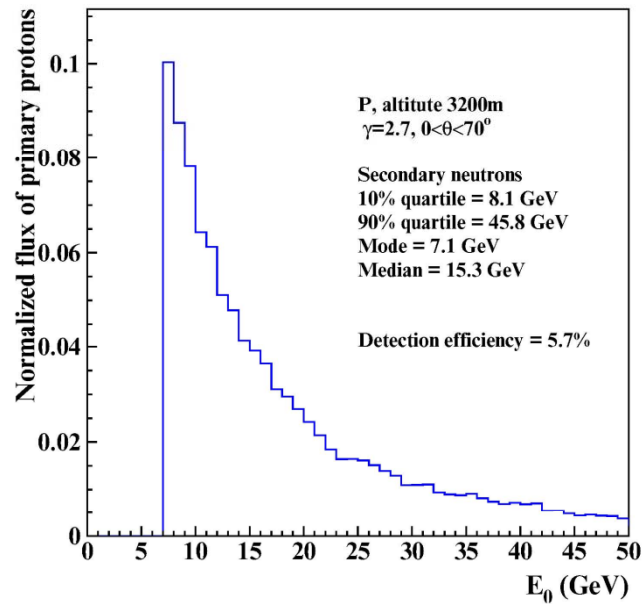 Normalized flux of primary protons
0.1
0.08
0.06
0.04
0.02
0
P, altitute 3200m
γ=2.7, 0<θ<70°
Secondary neutrons
10% quartile = 8.1 GeV
90% quartile = 45.8 GeV
Mode = 7.1 GeV
Median = 15.3 GeV
Detection efficiency = 5.7%
0 5 10 15 20 25 30 35 40 45 50
E₀ (GeV)